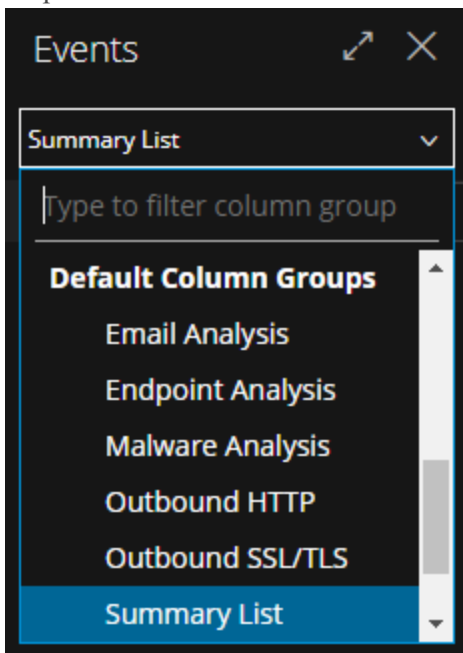 Events
Summary List
Type to filter column group
Default Column Groups
Email Analysis
Endpoint Analysis
Malware Analysis
Outbound HTTP
Outbound SSL/TLS
Summary List